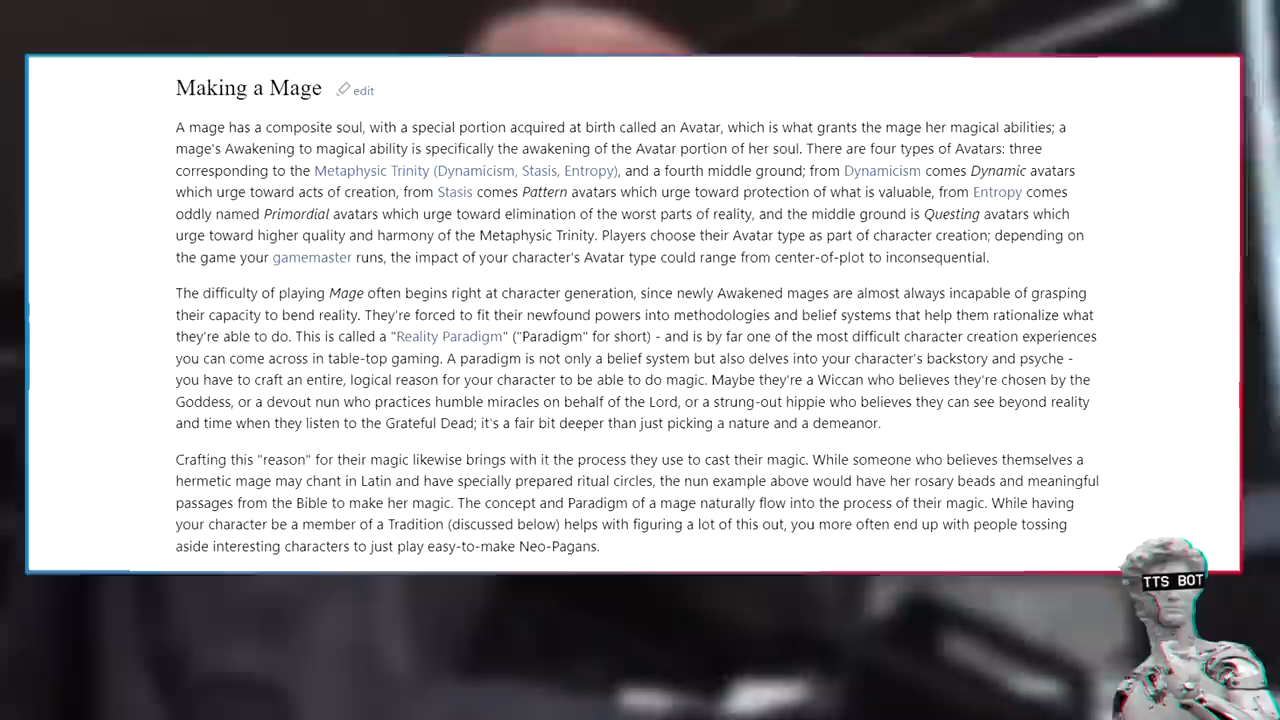 Making a Mage edit
A mage has a composite soul, with a special portion acquired at birth called an Avatar, which is what grants the mage her magical abilities; a
mage's Awakening to magical ability is specifically the awakening of the Avatar portion of her soul. There are four types of Avatars: three
corresponding to the Metaphysic Trinity (Dynamicism, Stasis, Entropy), and a fourth middle ground; from Dynamicism comes Dynamic avatars
which urge toward acts of creation, from Stasis comes Pattern avatars which urge toward protection of what is valuable, from Entropy comes
oddly named Primordial avatars which urge toward elimination of the worst parts of reality, and the middle ground is Questing avatars which
urge toward higher quality and harmony of the Metaphysic Trinity. Players choose their Avatar type as part of character creation; depending on
the game your gamemaster runs, the impact of your character's Avatar type could range from center-of-plot to inconsequential.
The difficulty of playing Mage often begins right at character generation, since newly Awakened mages are almost always incapable of grasping
their capacity to bend reality. They're forced to fit their newfound powers into methodologies and belief systems that help them rationalize what
they're able to do. This is called a "Reality Paradigm" ("Paradigm" for short) - and is by far one of the most difficult character creation experiences
you can come across in table-top gaming. A paradigm is not only a belief system but also delves into your character's backstory and psyche -
you have to craft an entire, logical reason for your character to be able to do magic. Maybe they're a Wiccan who believes they're chosen by the
Goddess, or a devout nun who practices humble miracles on behalf of the Lord, or a strung-out hippie who believes they can see beyond reality
and time when they listen to the Grateful Dead; it's a fair bit deeper than just picking a nature and a demeanor.
Crafting this "reason" for their magic likewise brings with it the process they use to cast their magic. While someone who believes themselves a
hermetic mage may chant in Latin and have specially prepared ritual circles, the nun example above would have her rosary beads and meaningful
passages from the Bible to make her magic. The concept and Paradigm of a mage naturally flow into the process of their magic. While having
your character be a member of a Tradition (discussed below) helps with figuring a lot of this out, you more often end up with people tossing
aside interesting characters to just play easy-to-make Neo-Pagans.
TTS BOT